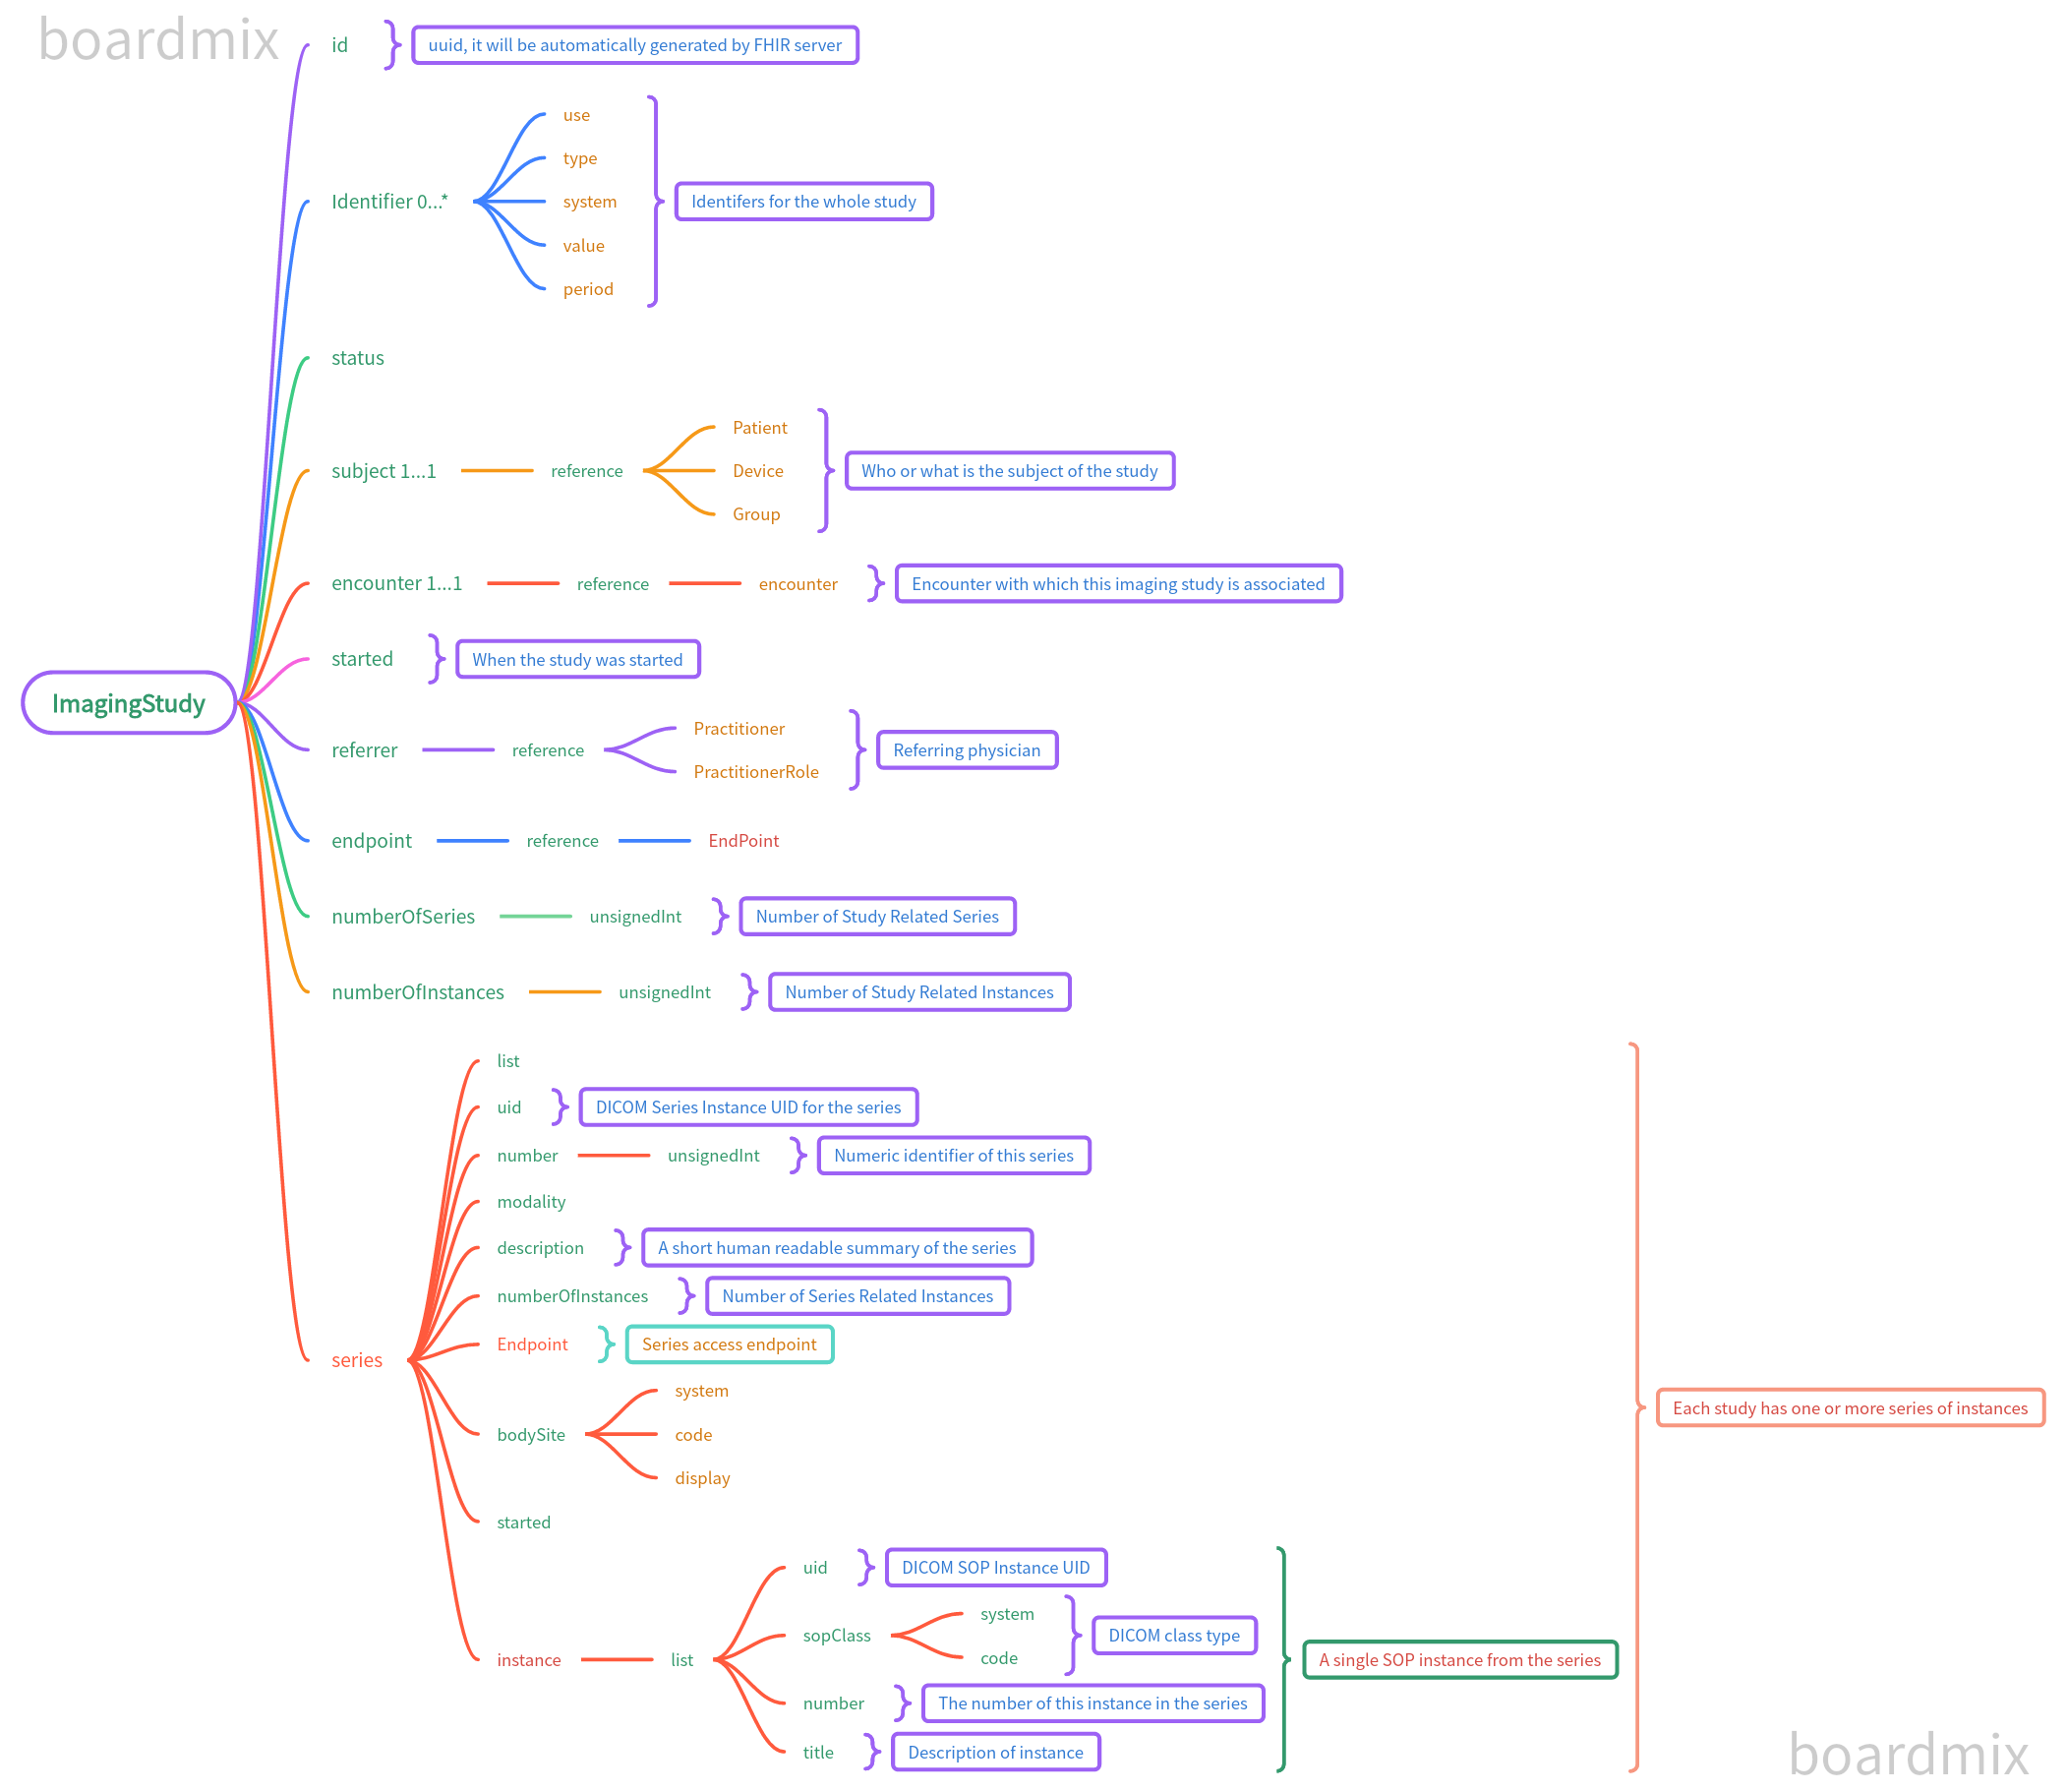 boardmix
id
uuid, it will be automatically generated by FHIR server
use
type
Identifier 0...*
system
Identifers for the whole study
value
period
status
Patient
subject 1...1
reference
Device
Who or what is the subject of the study
Group
encounter 1...1
reference
encounter
Encounter with which this imaging study is associated
started
When the study was started
ImagingStudy
Practitioner
referrer
reference
Referring physician
PractitionerRole
endpoint
reference
EndPoint
numberOfSeries
unsignedInt
Number of Study Related Series
numberOfInstances
unsignedInt
Number of Study Related Instances
list
uid
DICOM Series Instance UID for the series
number
unsignedInt
Numeric identifier of this series
modality
description
A short human readable summary of the series
numberOfInstances
Number of Series Related Instances
Endpoint
Series access endpoint
series
system
Each study has one or more series of instances
bodySite
code
display
started
uid
DICOM SOP Instance UID
system
sopClass
DICOM class type
code
instance
list
A single SOP instance from the series
number
The number of this instance in the series
title
Description of instance
boardmix